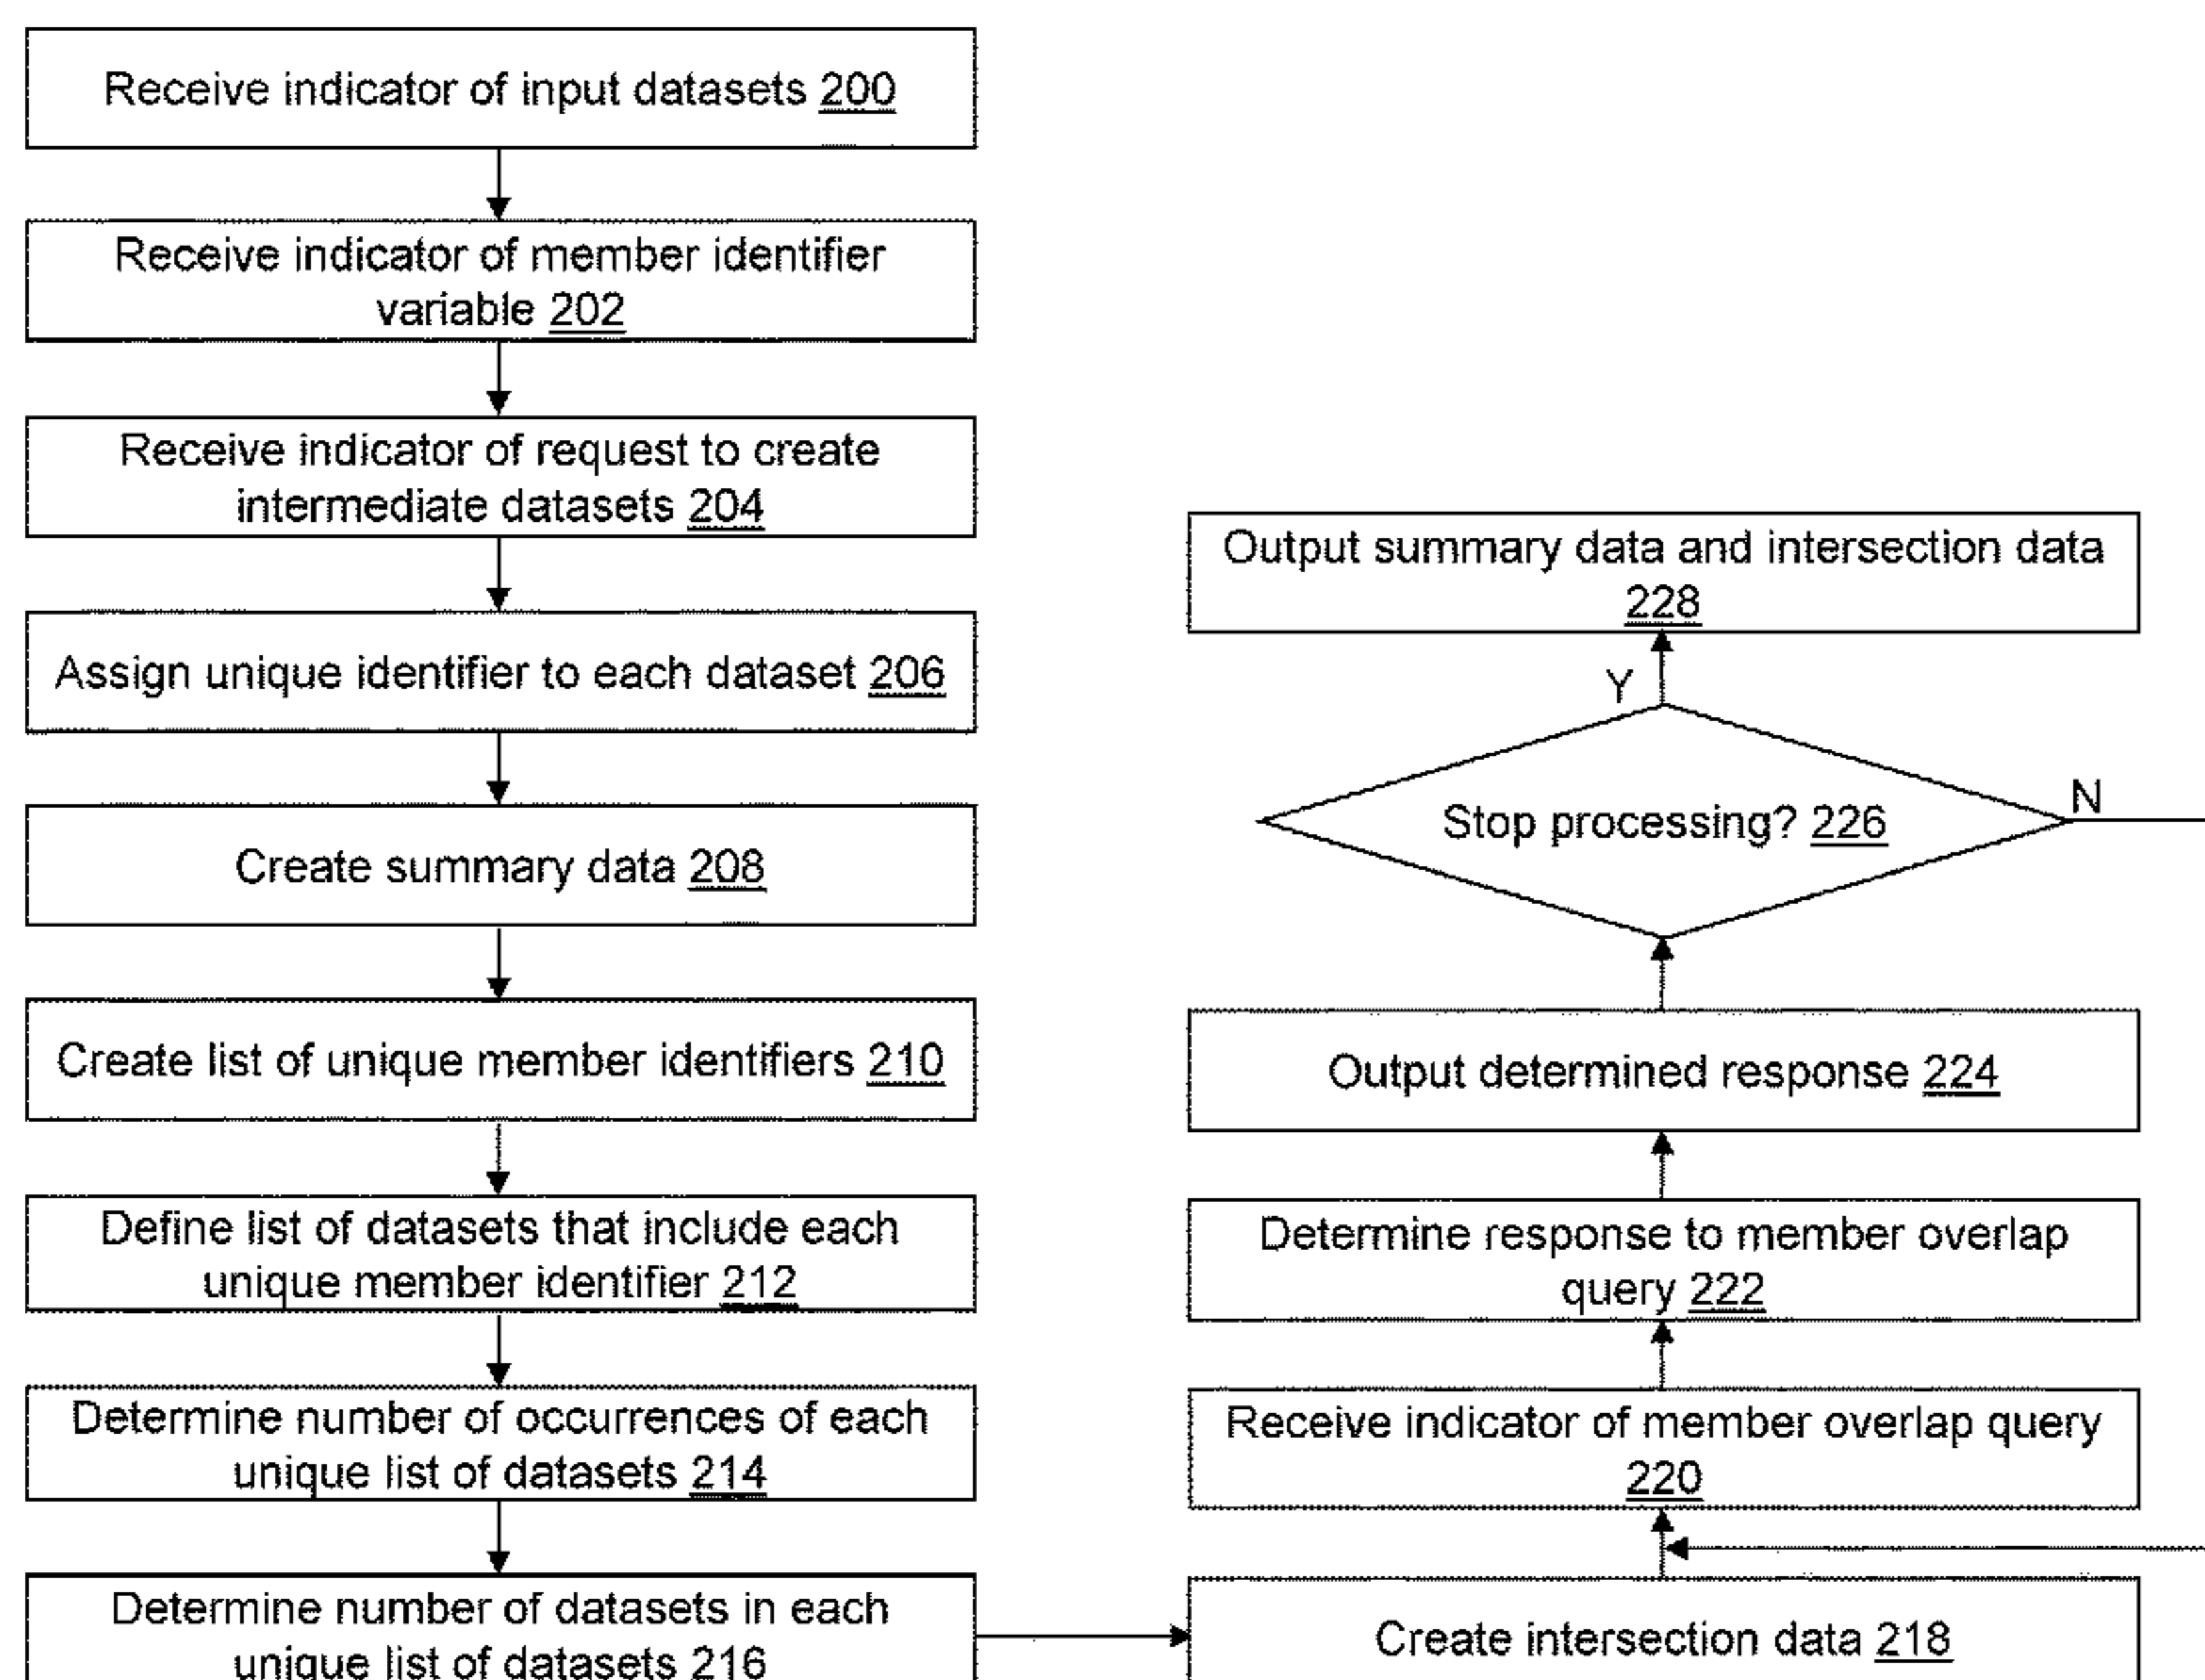 Receive indicator of input datasets 200
Receive indicator of member identifier
variable 202
Receive indicator of request to create
intermediate datasets 204
Assign unique identifier to each dataset 206
Create summary data 208
Create list of unique member identifiers 210
Define list of datasets that include each
unique member identifier 212
Determine number of occurrences of each
unique list of datasets 214
Determine number of datasets in each
unique list of datasets 216
Output summary data and intersection data
228
Y
Stop processing? 226
N
Output determined response 224
Determine response to member overlap
query 222
Receive indicator of member overlap query
220
Create intersection data 218